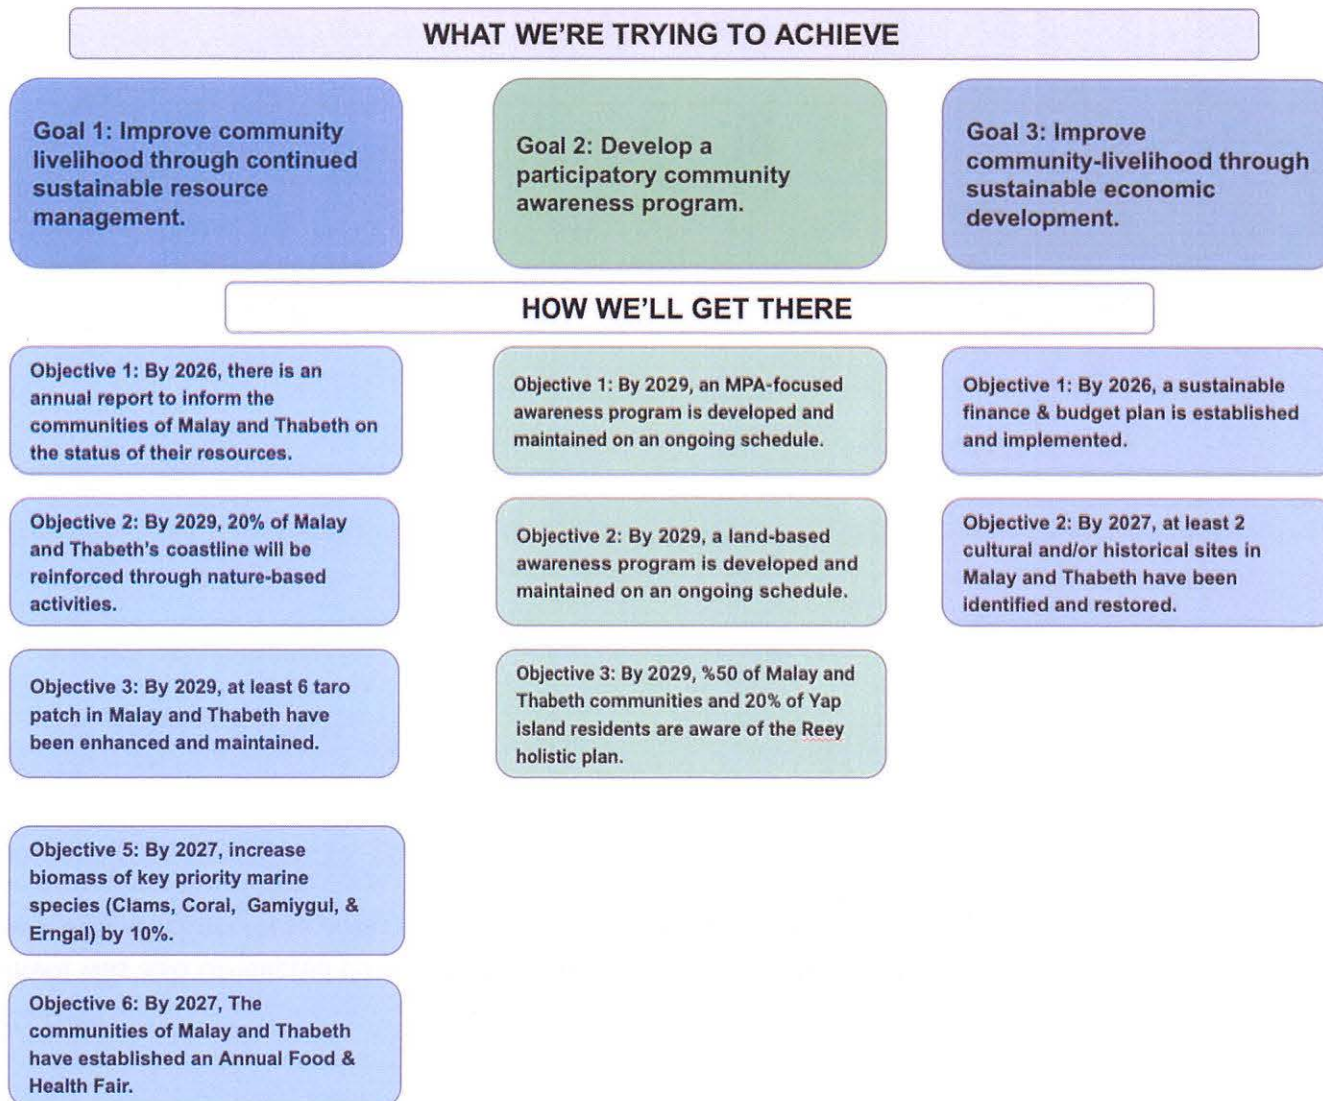 WHAT WE'RE TRYING TO ACHIEVE
Goal 1: Improve community
livelihood through continued
sustainable resource
management.
Goal 2: Develop a
participatory community
awareness program.
Goal 3: Improve
community-livelihood through
sustainable economic
development.
HOW WE'LL GET THERE
Objective 1: By 2026, there is an
annual report to inform the
communities of Malay and Thabeth on
the status of their resources.
Objective 2: By 2029, 20% of Malay
and Thabeth's coastline will be
reinforced through nature-based
activities.
Objective 3: By 2029, at least 6 taro
patch in Malay and Thabeth have
been enhanced and maintained.
Objective 5: By 2027, increase
biomass of key priority marine
species (Clams, Coral, Gamiygul, &
Erngal) by 10%.
Objective 6: By 2027, The
communities of Malay and Thabeth
have established an Annual Food &
Health Fair.
Objective 1: By 2029, an MPA-focused
awareness program is developed and
maintained on an ongoing schedule.
Objective 2: By 2029, a land-based
awareness program is developed and
maintained on an ongoing schedule.
Objective 3: By 2029, %50 of Malay and
Thabeth communities and 20% of Yap
island residents are aware of the Reey
holistic plan.
Objective 1: By 2026, a sustainable
finance & budget plan is established
and implemented.
Objective 2: By 2027, at least 2
cultural and/or historical sites in
Malay and Thabeth have been
identified and restored.